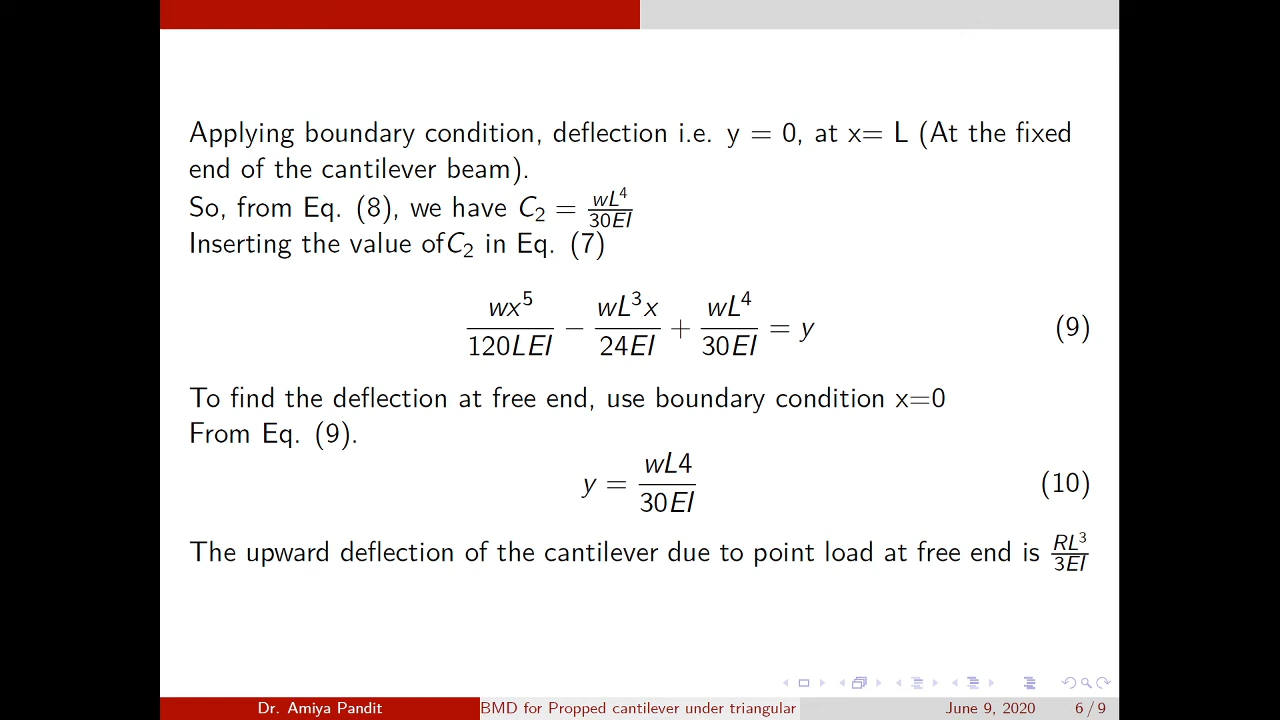 Applying boundary condition, deflection i.e. y = 0, at x= L (At the fixed
end of the cantilever beam).
So, from Eq. (8), we have C₂ = wL⁴/30EI
Inserting the value ofC₂ in Eq. (7)
wx⁵/120LEI − wL³x/24EI + wL⁴/30EI = y (9)
To find the deflection at free end, use boundary condition x=0
From Eq. (9).
y = wL4/30EI (10)
The upward deflection of the cantilever due to point load at free end is RL³/3EI
Dr. Amiya Pandit BMD for Propped cantilever under triangular June 9, 2020 6 / 9